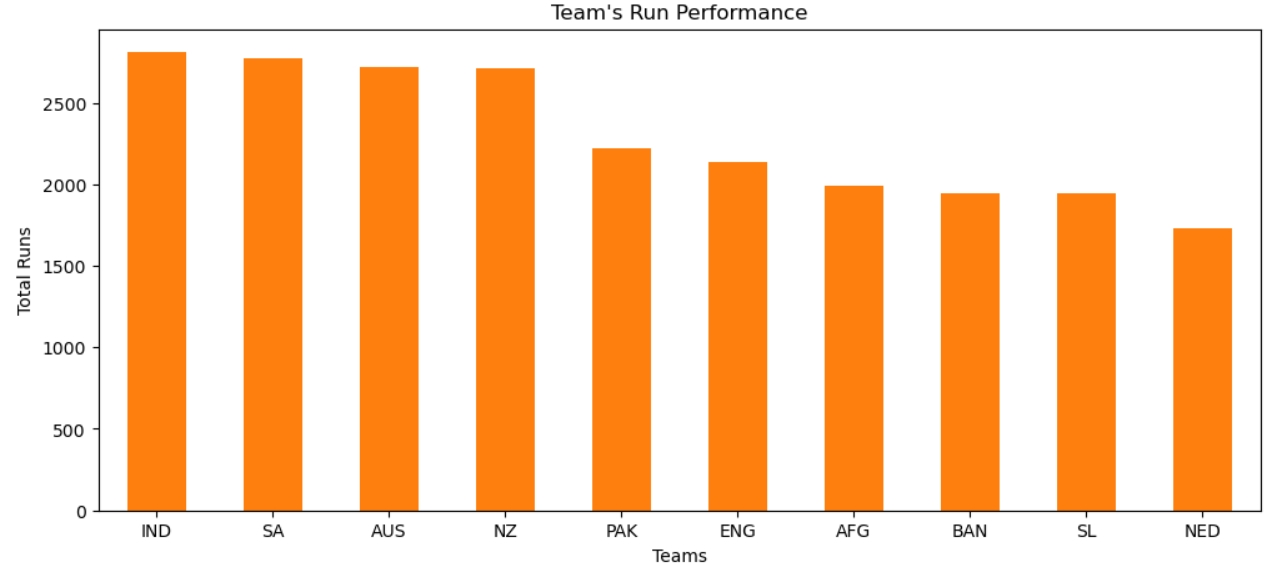 Team's Run Performance
Total Runs
2500
2000
1500
1000
500
0
IND SA AUS NZ PAK ENG AFG BAN SL NED
Teams